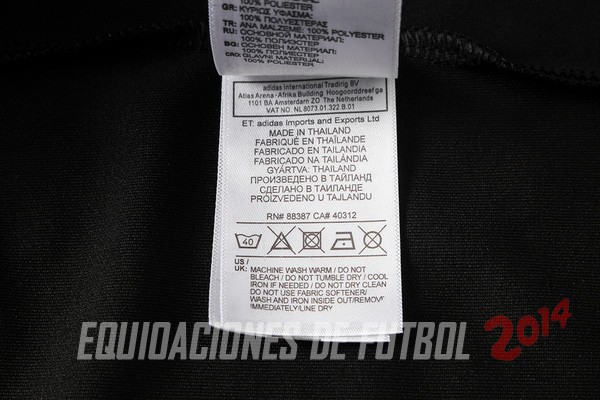 100% POLIESTER
GR: ΚΥΡΙΩΣ ΥΦΑΣΜΑ:
100% ΠΟΛΥΕΣΤΕΡΑΣ
TR: ANA MALZEME: 100% POLYESTER
RU: ОСНОВНОЙ МАТЕРИАЛ:
100% ПОЛИЭСТЕР
BG: ОСНОВЕН МАТЕРИАЛ:
100% ПОЛИЕСТЕР
CRO: GLAVNI MATERIJAL:
100% POLIESTER
adidas International Trading BV
Atlas Arena - Afrika Building Hoogoorddreef ga
1101 BA Amsterdam ZO The Netherlands
VAT NO. NL8073.01.322.B.01
ET: adidas Imports and Exports Ltd
MADE IN THAILAND
FABRIQUÉ EN THAÏLANDE
FABRICADO EN TAILANDIA
FABRICADO NA TAILÂNDIA
GYÁRTVA: THAILAND
ПРОИЗВЕДЕНО В ТАЙЛАНД
СДЕЛАНО В ТАИЛАНДЕ
PROIZVEDENO U TAJLANDU
RN# 88387 CA# 40312
40
US /
UK: MACHINE WASH WARM / DO NOT
BLEACH / DO NOT TUMBLE DRY / COOL
IRON IF NEEDED / DO NOT DRY CLEAN
DO NOT USE FABRIC SOFTENER/
WASH AND IRON INSIDE OUT/REMOVE
IMMEDIATELY/LINE DRY
EQUIDACIONES DE FUTBOL 2014